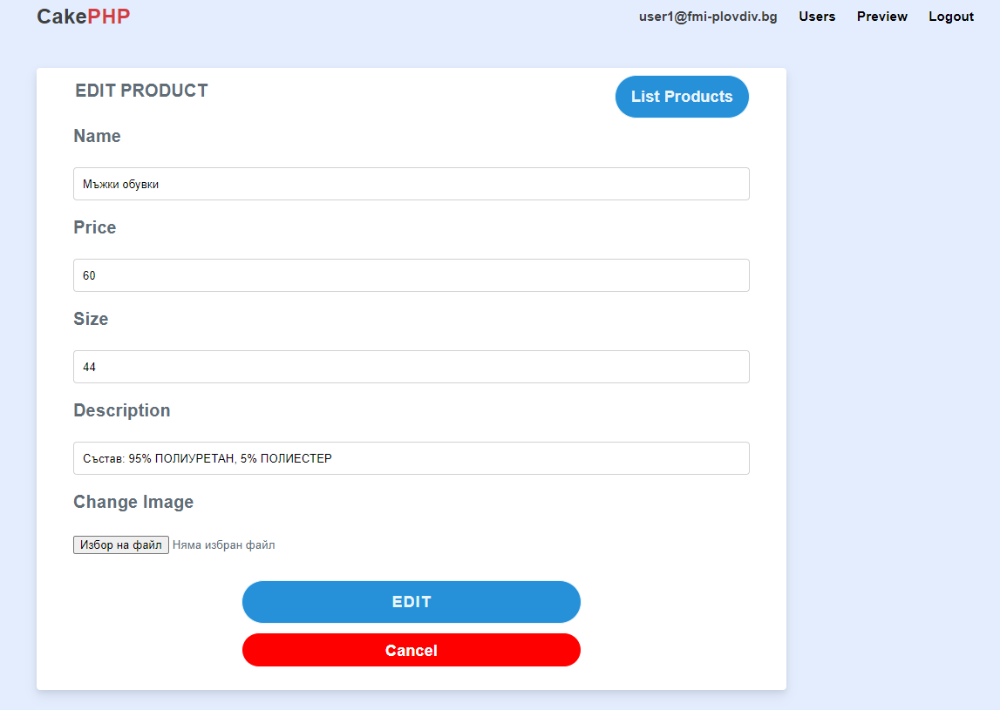 CakePHP
user1@fmi-plovdiv.bg Users Preview Logout
EDIT PRODUCT
List Products
Name
Мъжки обувки
Price
60
Size
44
Description
Състав: 95% ПОЛИУРЕТАН, 5% ПОЛИЕСТЕР
Change Image
Избор на файл Няма избран файл
EDIT
Cancel